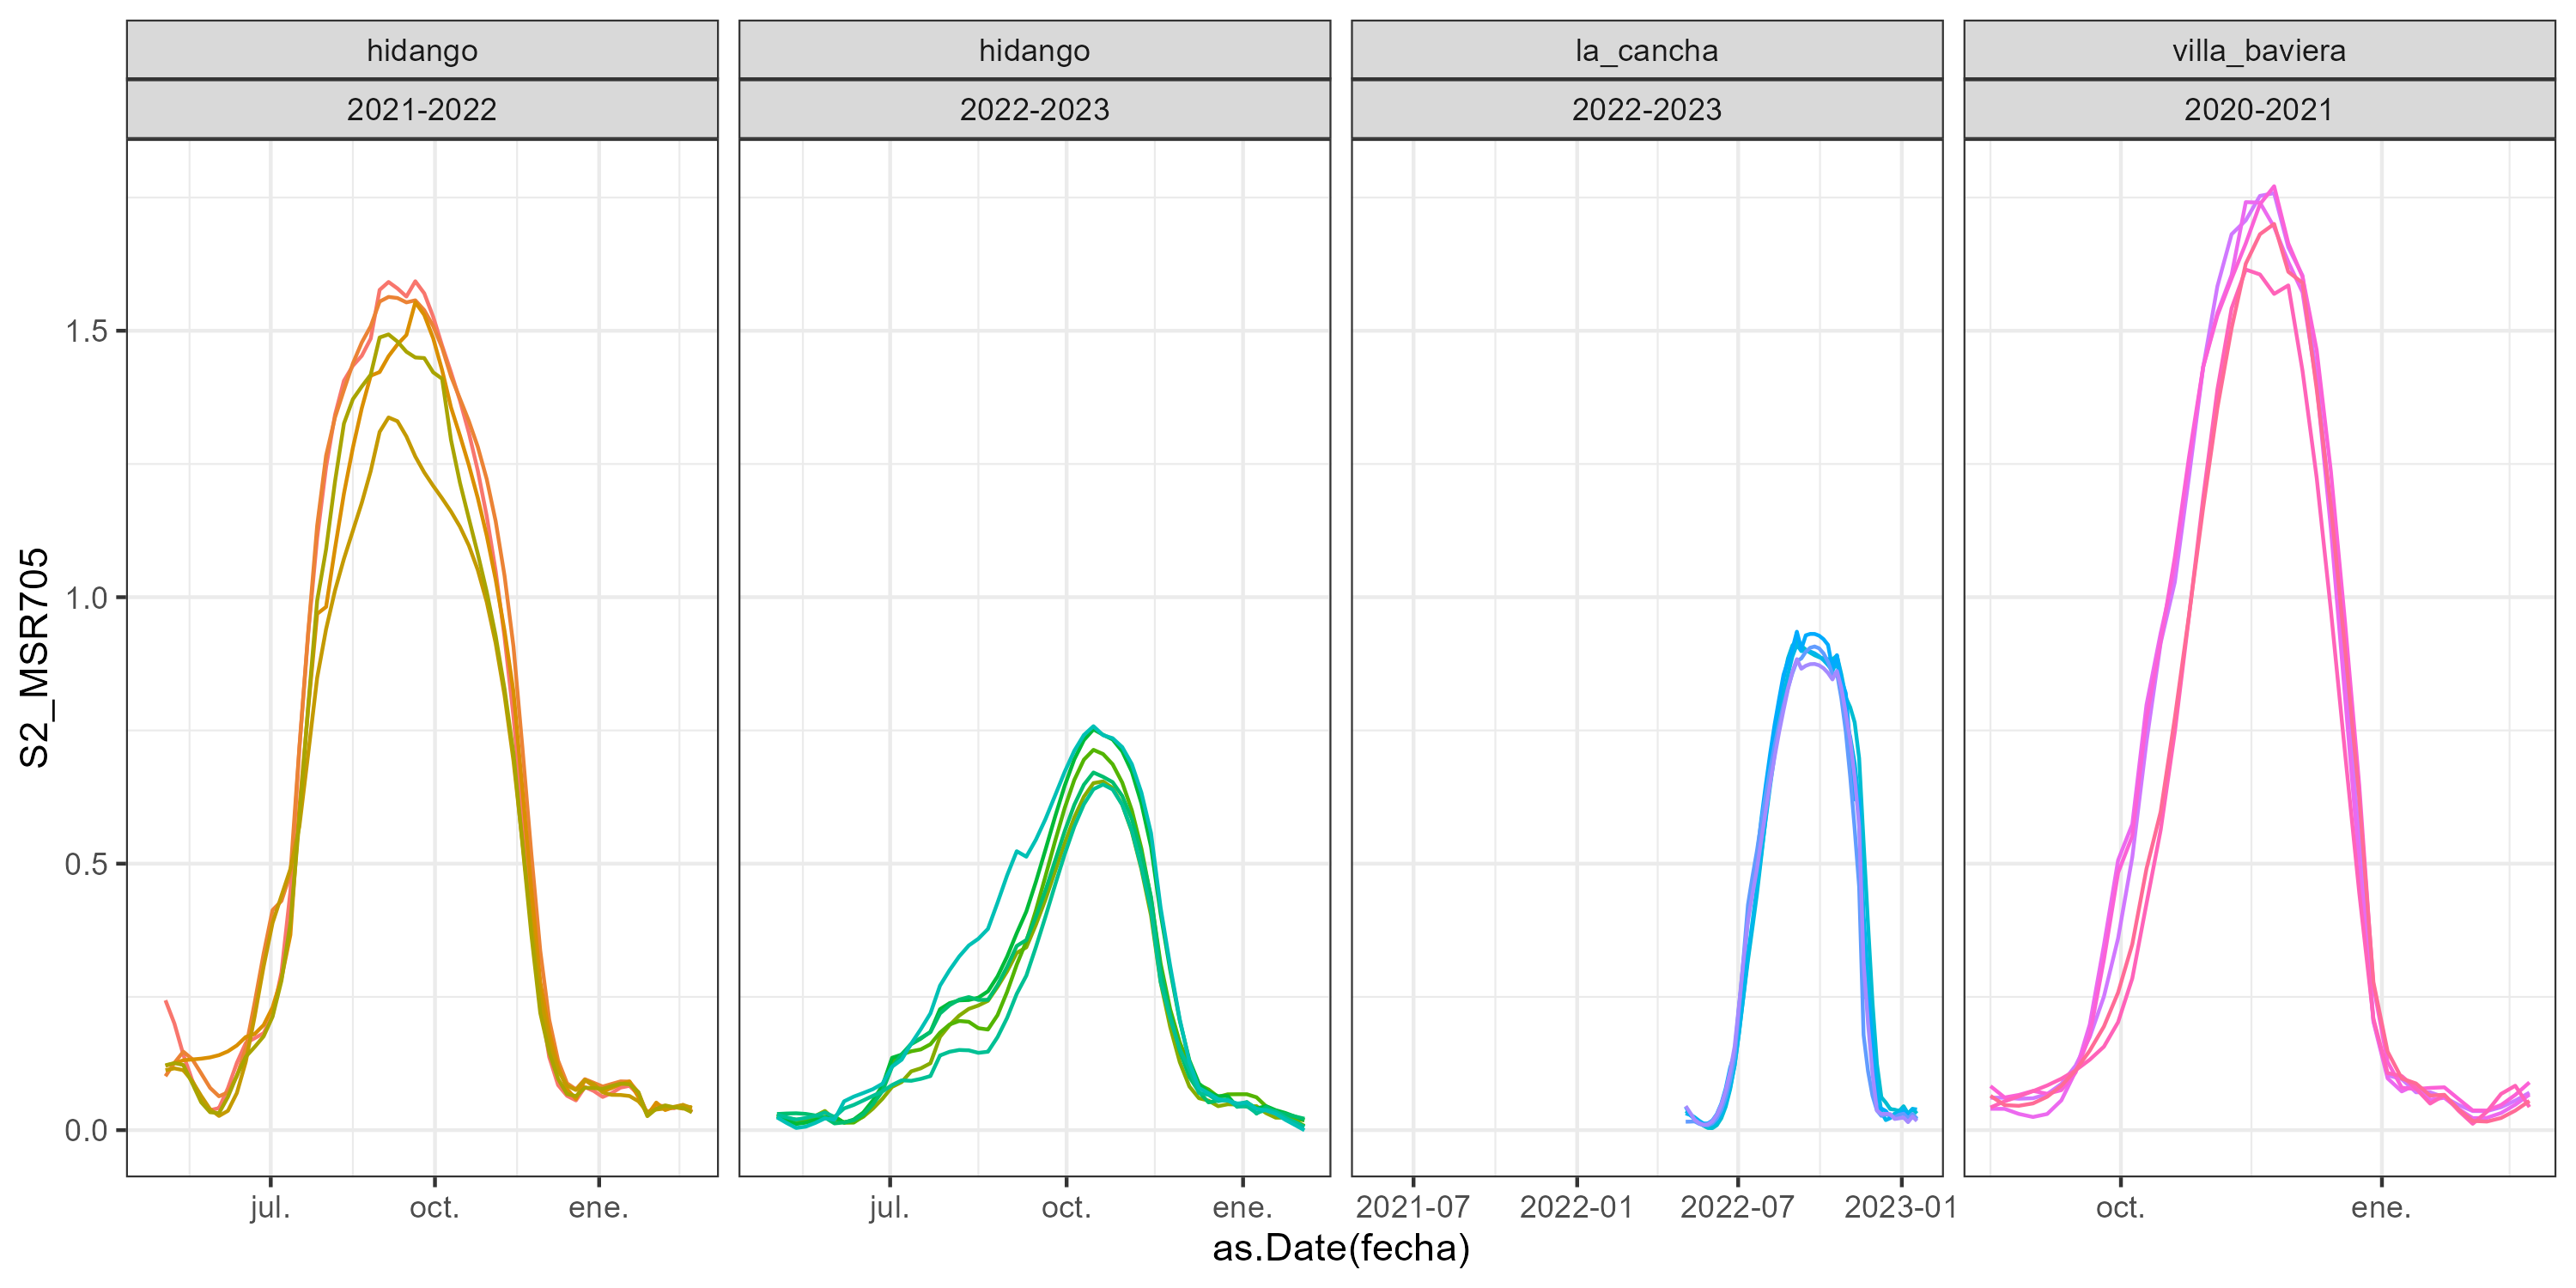 hidango
hidango
la_cancha
villa_baviera
2021-2022
2022-2023
2022-2023
2020-2021
S2_MSR705
1.5
1.0
0.5
0.0
jul.
oct.
ene.
jul.
oct.
ene.
2021-07
2022-01
2022-07
2023-01
oct.
ene.
as.Date(fecha)